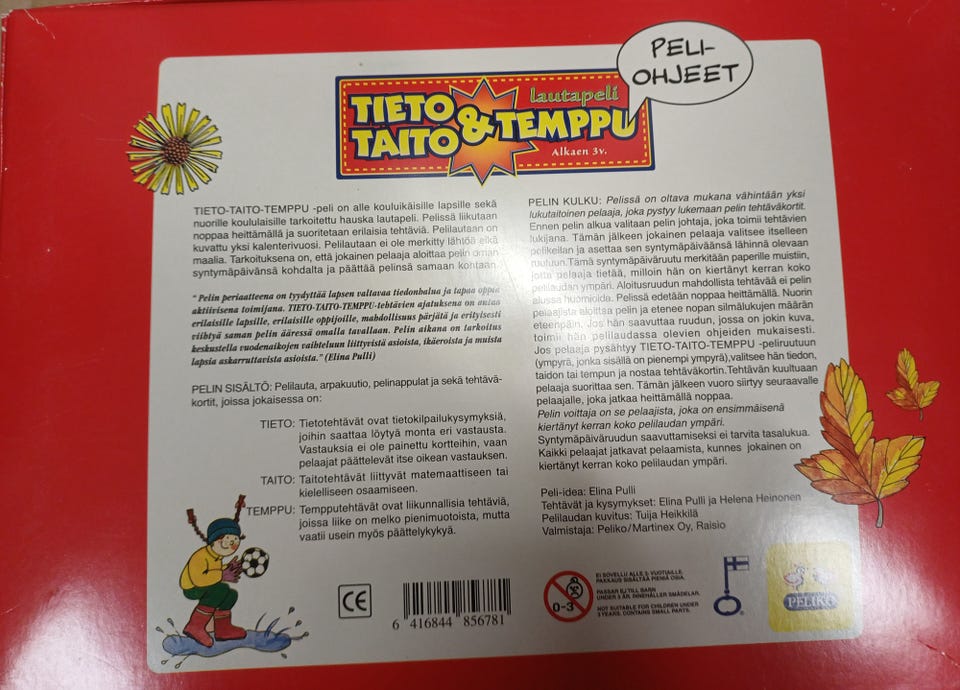 PELI-
OHJEET
lautapeli
TIETO
TAITO & TEMPPU
Alkaen 3v.
TIETO-TAITO-TEMPPU -peli on alle kouluikäisille lapsille sekä
nuorille koululaisille tarkoitettu hauska lautapeli. Pelissä liikutaan
noppaa heittämällä ja suoritetaan erilaisia tehtäviä. Pelilautaan on
kuvattu yksi kalenterivuosi. Pelilautaan ei ole merkitty lähtöä eikä
maalia. Tarkoituksena on, että jokainen pelaaja aloittaa pelin oman
syntymäpäivänsä kohdalta ja päättää pelinsä samaan kohtaan.
" Pelin periaatteena on tyydyttää lapsen valtavaa tiedonhalua ja tapaa oppia
aktiivisena toimijana. TIETO-TAITO-TEMPPU-tehtävien ajatuksena on antaa
erilaisille lapsille, erilaisille oppijoille, mahdollisuus pärjätä ja erityisesti
viihtyä saman pelin ääressä omalla tavallaan. Pelin aikana on tarkoitus
keskustella vuodenaikojen vaihteluun liittyvistä asioista, ikäeroista ja muista
lapsia askarruttavista asioista." (Elina Pulli)
PELIN SISÄLTÖ: Pelilauta, arpakuutio, pelinappulat ja sekä tehtävä-
kortit, joissa jokaisessa on:
TIETO: Tietotehtävät ovat tietokilpailukysymyksiä,
joihin saattaa löytyä monta eri vastausta.
Vastauksia ei ole painettu kortteihin, vaan
pelaajat päättelevät itse oikean vastauksen.
TAITO: Taitotehtävät liittyvät matemaattiseen tai
kielelliseen osaamiseen.
TEMPPU: Tempputehtävät ovat liikunnallisia tehtäviä,
joissa liike on melko pienimuotoista, mutta
vaatii usein myös päättelykykyä.
PELIN KULKU: Pelissä on oltava mukana vähintään yksi
lukutaitoinen pelaaja, joka pystyy lukemaan pelin tehtäväkortit.
Ennen pelin alkua valitaan pelin johtaja, joka toimii tehtävien
lukijana. Tämän jälkeen jokainen pelaaja valitsee itselleen
pelikeilan ja asettaa sen syntymäpäiväänsä lähinnä olevaan
ruutuun.Tämä syntymäpäiväruutu merkitään paperille muistiin,
jotta pelaaja tietää, milloin hän on kiertänyt kerran koko
pelilaudan ympäri. Aloitusruudun mahdollista tehtävää ei pelin
alussa huomioida. Pelissä edetään noppaa heittämällä. Nuorin
pelaajista aloittaa pelin ja etenee nopan silmälukujen määrän
eteenpäin. Jos hän saavuttaa ruudun, jossa on jokin kuva,
toimii hän pelilaudassa olevien ohjeiden mukaisesti.
Jos pelaaja pysähtyy TIETO-TAITO-TEMPPU -peliruutuun
(ympyrä, jonka sisällä on pienempi ympyrä),valitsee hän tiedon,
taidon tai tempun ja nostaa tehtäväkortin.Tehtävän kuultuaan
pelaaja suorittaa sen. Tämän jälkeen vuoro siirtyy seuraavalle
pelaajalle, joka jatkaa heittämällä noppaa.
Pelin voittaja on se pelaajista, joka on ensimmäisenä
kiertänyt kerran koko pelilaudan ympäri.
Syntymäpäiväruudun saavuttamiseksi ei tarvita tasalukua.
Kaikki pelaajat jatkavat pelaamista, kunnes jokainen on
kiertänyt kerran koko pelilaudan ympäri.
Peli-idea: Elina Pulli
Tehtävät ja kysymykset: Elina Pulli ja Helena Heinonen
Pelilaudan kuvitus: Tuija Heikkilä
Valmistaja: Peliko/Martinex Oy, Raisio
CE
6 416844 856781
0-3
EI SOVELLU ALLE 3- VUOTIAILLE.
PAKKAUS SISÄLTÄÄ PIENIÄ OSIA.
PASSAR EJ TILL BARN
UNDER 3 ÅR. INNEHÅLLER SMÅDELAR.
NOT SUITABLE FOR CHILDREN UNDER
3 YEARS. CONTAINS SMALL PARTS.
PELIKO